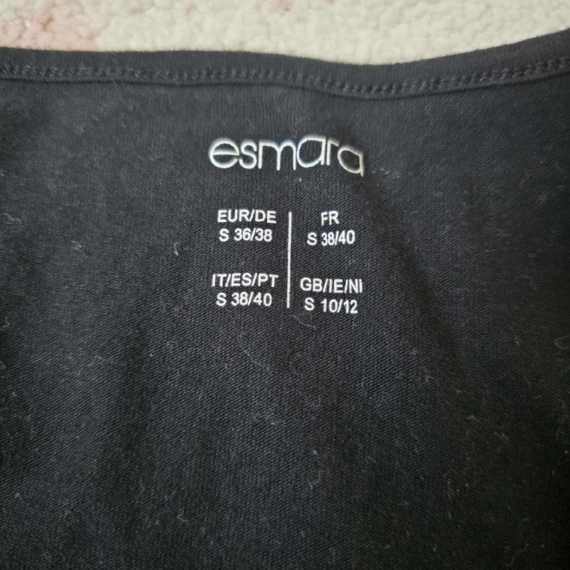 esmara
EUR/DE
S 36/38
FR
S 38/40
IT/ES/PT
S 38/40
GB/IE/NI
S 10/12